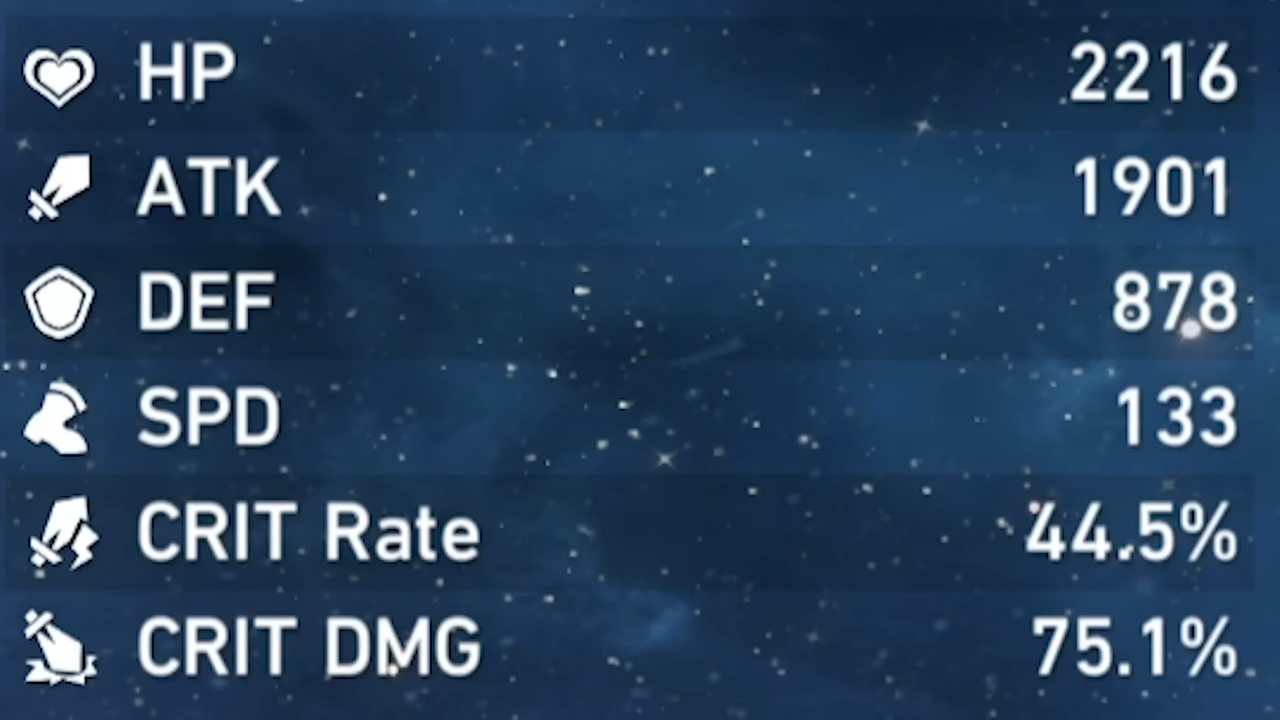 HP 2216
ATK 1901
DEF 878
SPD 133
CRIT Rate 44.5%
CRIT DMG 75.1%